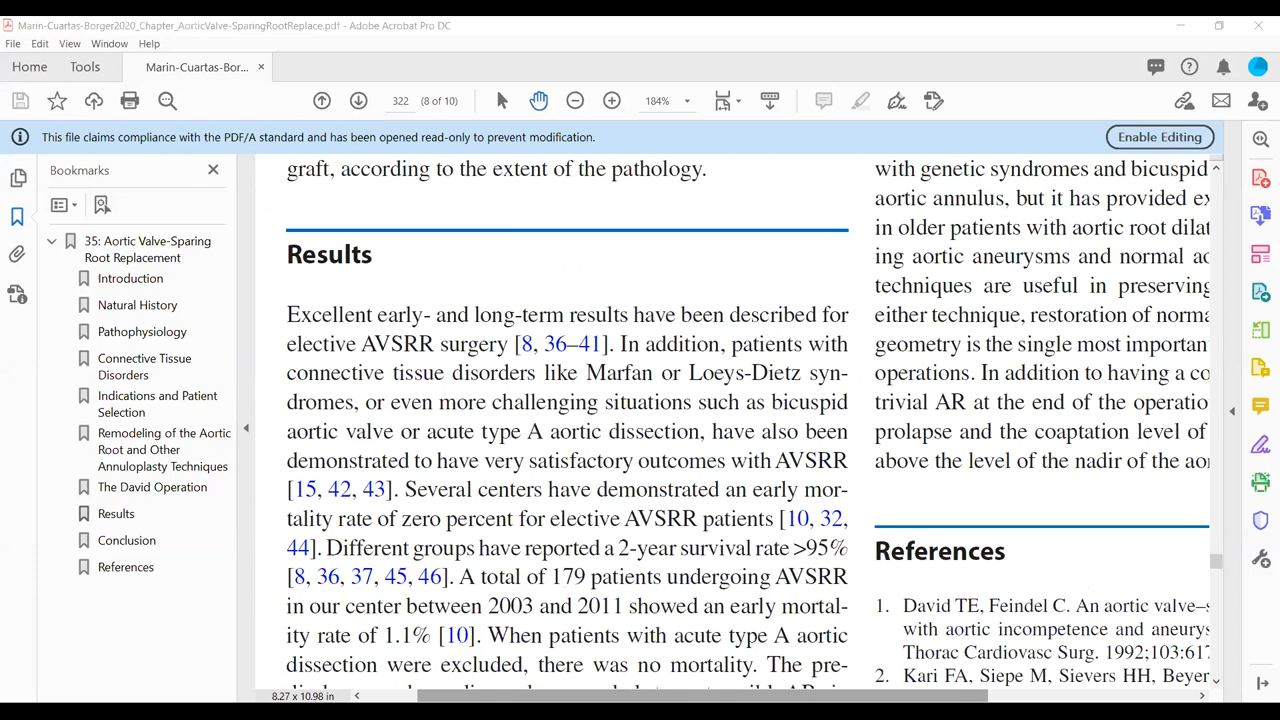 Marin-Cuartas-Borger2020_Chapter_AorticValve-SparingRootReplace.pdf - Adobe Acrobat Pro DC
File Edit View Window Help
Home Tools Marin-Cuartas-Bor... ×
322 (8 of 10) 184%
This file claims compliance with the PDF/A standard and has been opened read-only to prevent modification.
Enable Editing
Bookmarks
35: Aortic Valve-Sparing
Root Replacement
Introduction
Natural History
Pathophysiology
Connective Tissue
Disorders
Indications and Patient
Selection
Remodeling of the Aortic
Root and Other
Annuloplasty Techniques
The David Operation
Results
Conclusion
References
graft, according to the extent of the pathology.
Results
Excellent early- and long-term results have been described for
elective AVSRR surgery [8, 36–41]. In addition, patients with
connective tissue disorders like Marfan or Loeys-Dietz syn-
dromes, or even more challenging situations such as bicuspid
aortic valve or acute type A aortic dissection, have also been
demonstrated to have very satisfactory outcomes with AVSRR
[15, 42, 43]. Several centers have demonstrated an early mor-
tality rate of zero percent for elective AVSRR patients [10, 32,
44]. Different groups have reported a 2-year survival rate >95%
[8, 36, 37, 45, 46]. A total of 179 patients undergoing AVSRR
in our center between 2003 and 2011 showed an early mortal-
ity rate of 1.1% [10]. When patients with acute type A aortic
dissection were excluded, there was no mortality. The pre-
with genetic syndromes and bicuspid
aortic annulus, but it has provided ex
in older patients with aortic root dilat
ing aortic aneurysms and normal ao
techniques are useful in preserving
either technique, restoration of norma
geometry is the single most important
operations. In addition to having a co
trivial AR at the end of the operatio
prolapse and the coaptation level of
above the level of the nadir of the aor
References
1. David TE, Feindel C. An aortic valve–s
with aortic incompetence and aneurys
Thorac Cardiovasc Surg. 1992;103:617
2. Kari FA, Siepe M, Sievers HH, Beyer
8.27 x 10.98 in